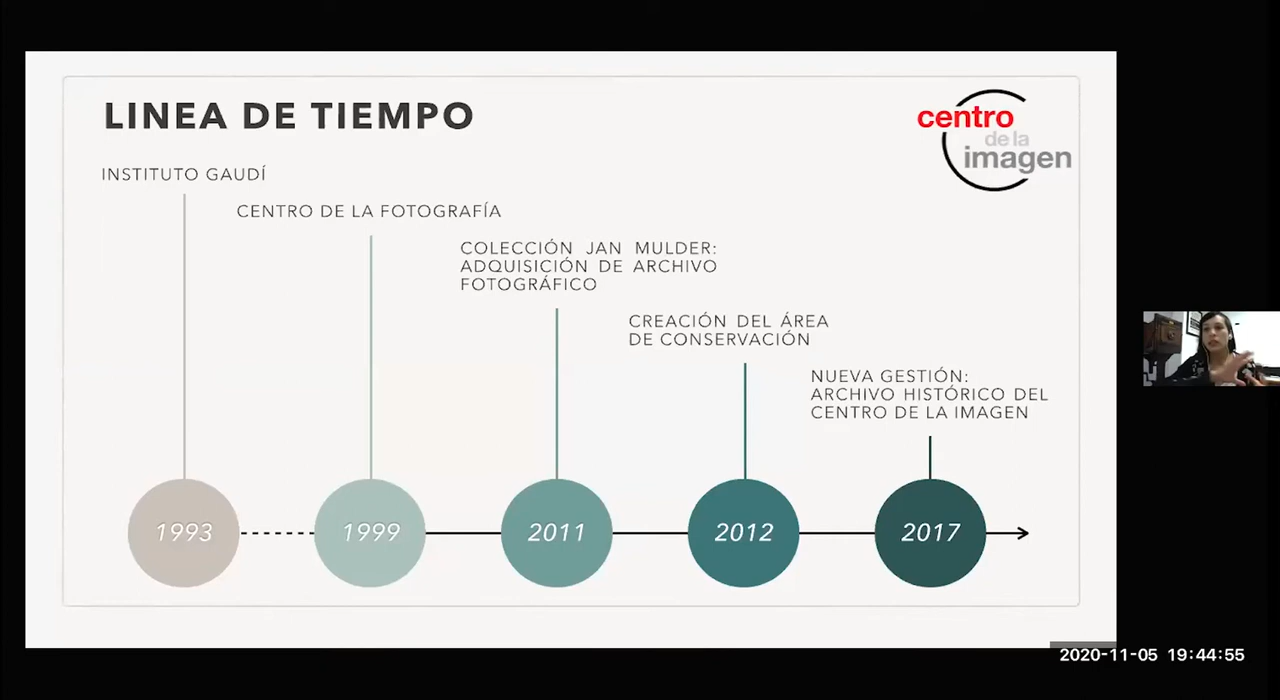 LINEA DE TIEMPO
centro
de la
imagen
INSTITUTO GAUDÍ
CENTRO DE LA FOTOGRAFÍA
COLECCIÓN JAN MULDER:
ADQUISICIÓN DE ARCHIVO
FOTOGRÁFICO
CREACIÓN DEL ÁREA
DE CONSERVACIÓN
NUEVA GESTIÓN:
ARCHIVO HISTÓRICO DEL
CENTRO DE LA IMAGEN
1993
1999
2011
2012
2017
2020-11-05 19:44:55